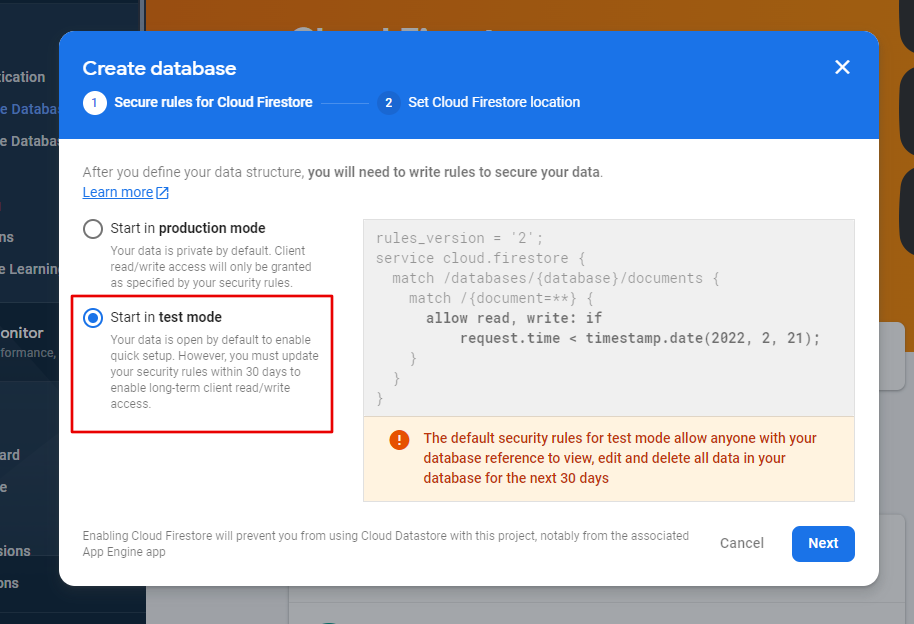 Cloud Firestore
Create database
1 Secure rules for Cloud Firestore
2 Set Cloud Firestore location
ication
e Databas
e Databas
ns
e Learning
onitor
formance,
ard
e
sions
ons
After you define your data structure, you will need to write rules to secure your data.
Learn more
Start in production mode
Your data is private by default. Client
read/write access will only be granted
as specified by your security rules.
Start in test mode
Your data is open by default to enable
quick setup. However, you must update
your security rules within 30 days to
enable long-term client read/write
access.
rules_version = '2';
service cloud.firestore {
match /databases/{database}/documents {
match /{document=**} {
allow read, write: if
request.time < timestamp.date(2022, 2, 21);
}
}
}
! The default security rules for test mode allow anyone with your
database reference to view, edit and delete all data in your
database for the next 30 days
Enabling Cloud Firestore will prevent you from using Cloud Datastore with this project, notably from the associated
App Engine app
Cancel
Next